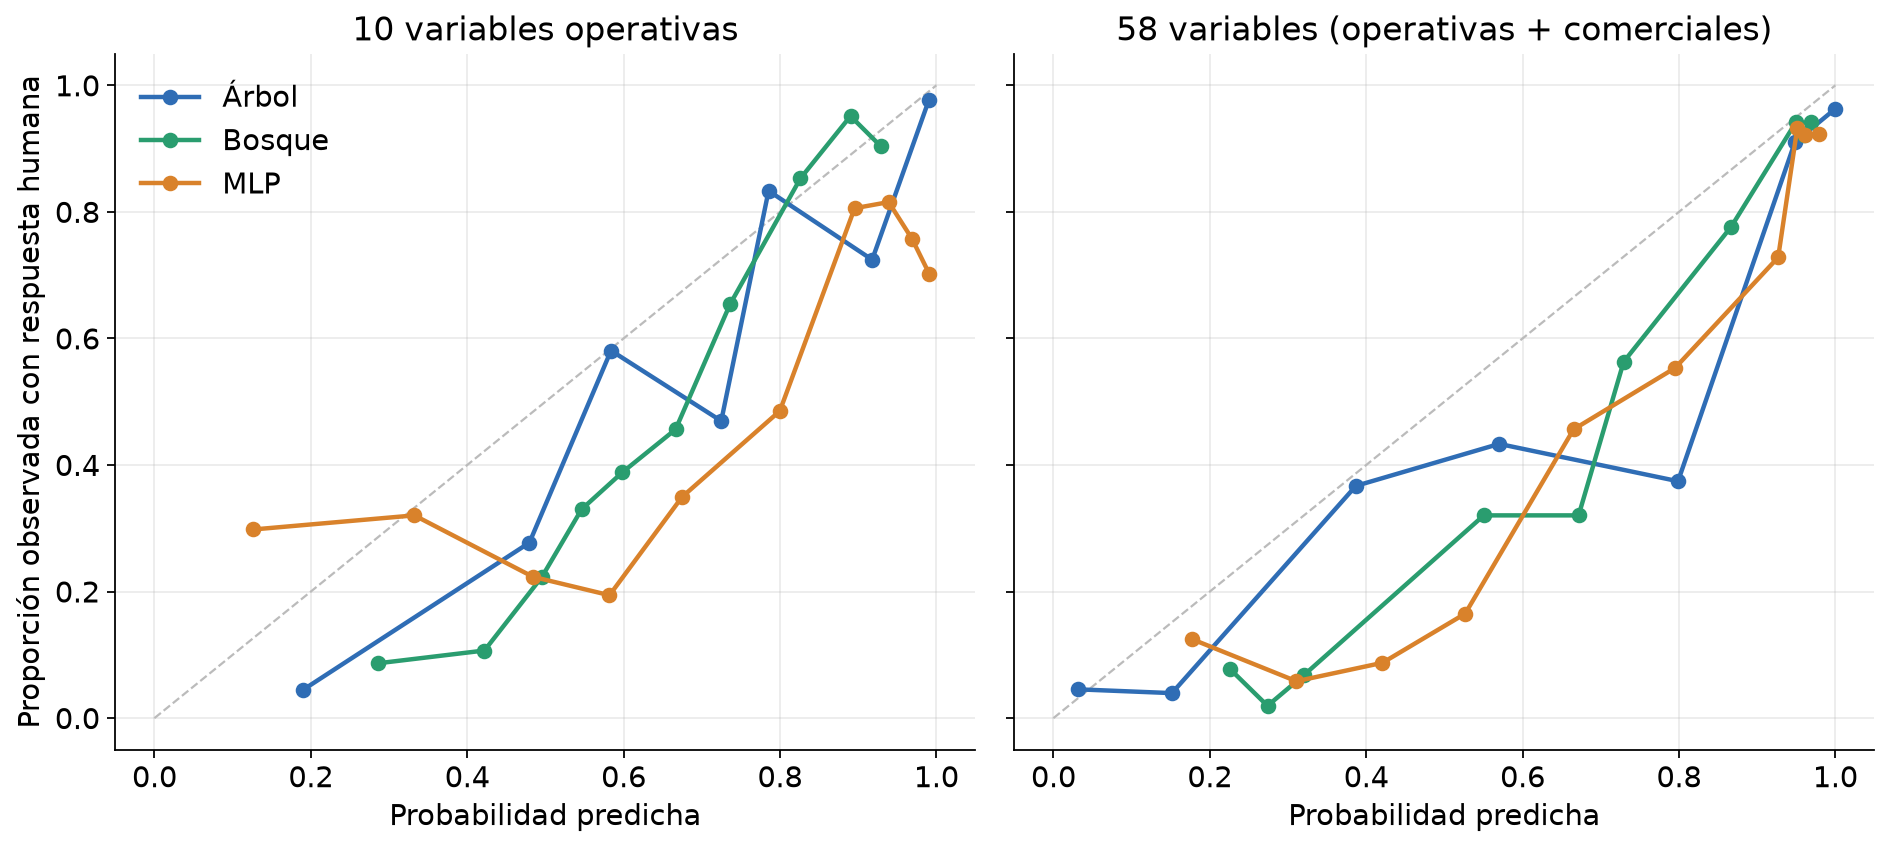 10 variables operativas
58 variables (operativas + comerciales)
Proporción observada con respuesta humana
1.0
0.8
0.6
0.4
0.2
0.0
Árbol
Bosque
MLP
0.0 0.2 0.4 0.6 0.8 1.0
0.0 0.2 0.4 0.6 0.8 1.0
Probabilidad predicha
Probabilidad predicha